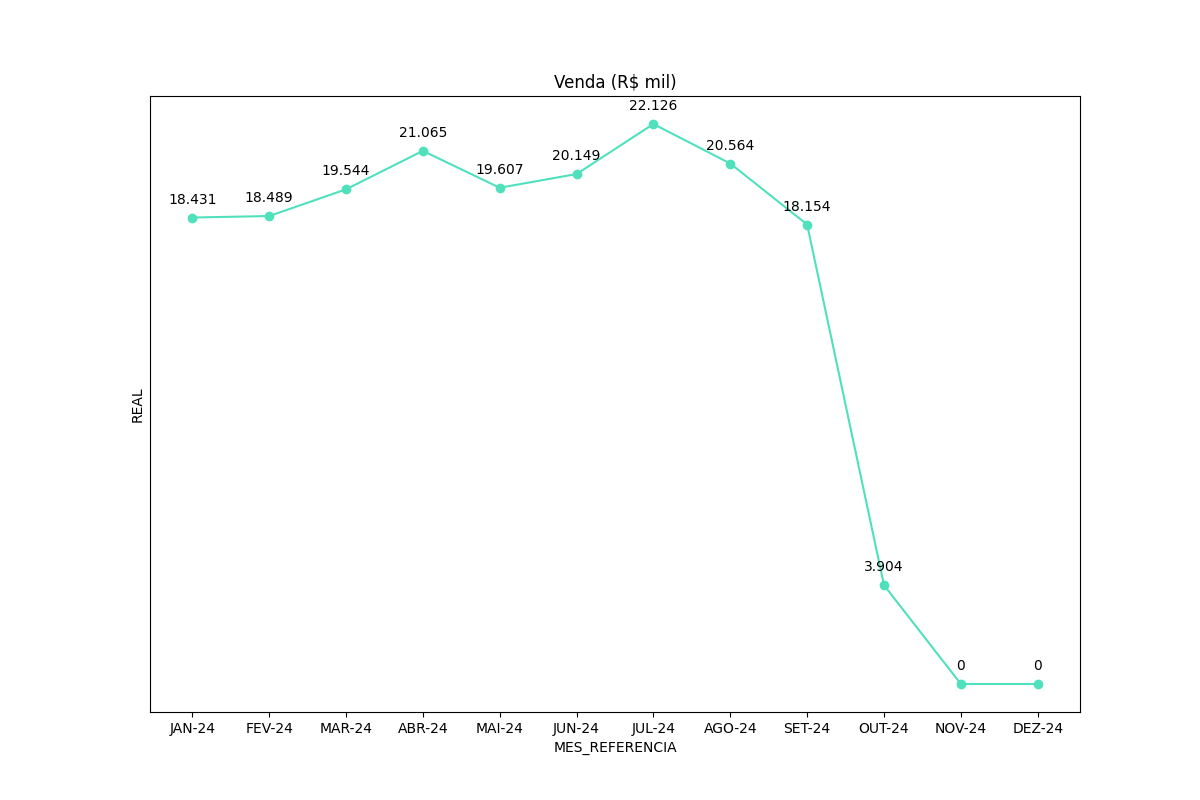 Venda (R$ mil)
22.126
21.065
20.564
20.149
19.607
19.544
18.431
18.489
18.154
REAL
3.904
0
0
JAN-24
FEV-24
MAR-24
ABR-24
MAI-24
JUN-24
JUL-24
AGO-24
SET-24
OUT-24
NOV-24
DEZ-24
MES_REFERENCIA